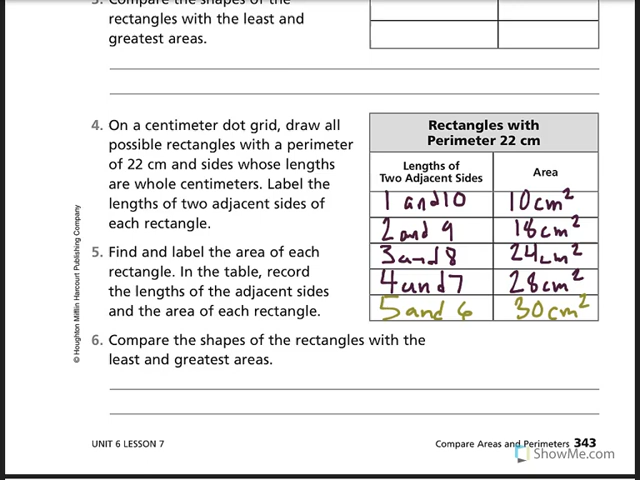 rectangles with the least and
greatest areas.
4. On a centimeter dot grid, draw all
possible rectangles with a perimeter
of 22 cm and sides whose lengths
are whole centimeters. Label the
lengths of two adjacent sides of
each rectangle.
5. Find and label the area of each
rectangle. In the table, record
the lengths of the adjacent sides
and the area of each rectangle.
Rectangles with
Perimeter 22 cm
Lengths of
Two Adjacent Sides
Area
1 and 10 10 cm²
2 and 9 18 cm²
3 and 8 24 cm²
4 and 7 28 cm²
5 and 6 30 cm²
6. Compare the shapes of the rectangles with the
least and greatest areas.
© Houghton Mifflin Harcourt Publishing Company
UNIT 6 LESSON 7
Compare Areas and Perimeters 343
ShowMe.com